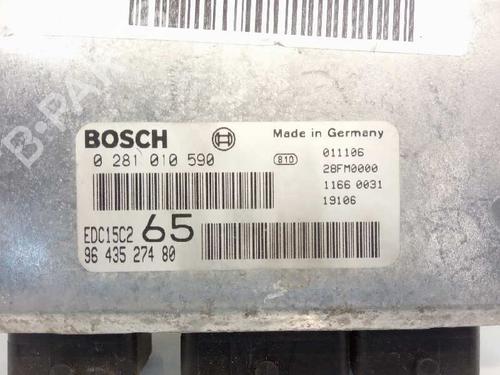 B-PARTS
BOSCH
Made in Germany
0 281 010 590
810
011106
28FM0000
1166 0031
19106
EDC15C2 65
96 435 274 80